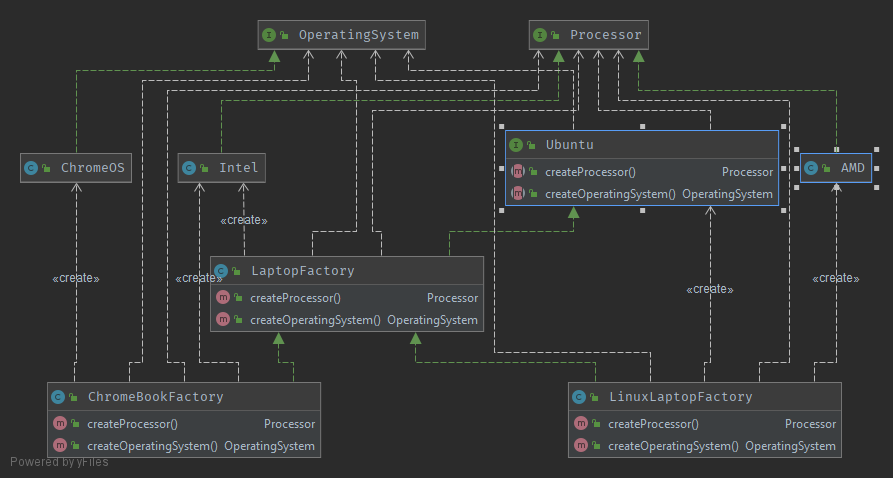 OperatingSystem
Processor
ChromeOS
Intel
Ubuntu
createProcessor() Processor
createOperatingSystem() OperatingSystem
AMD
«create»
LaptopFactory
createProcessor() Processor
createOperatingSystem() OperatingSystem
«create»
«create»
«create»
«create»
ChromeBookFactory
createProcessor() Processor
createOperatingSystem() OperatingSystem
LinuxLaptopFactory
createProcessor() Processor
createOperatingSystem() OperatingSystem
Powered by yFiles